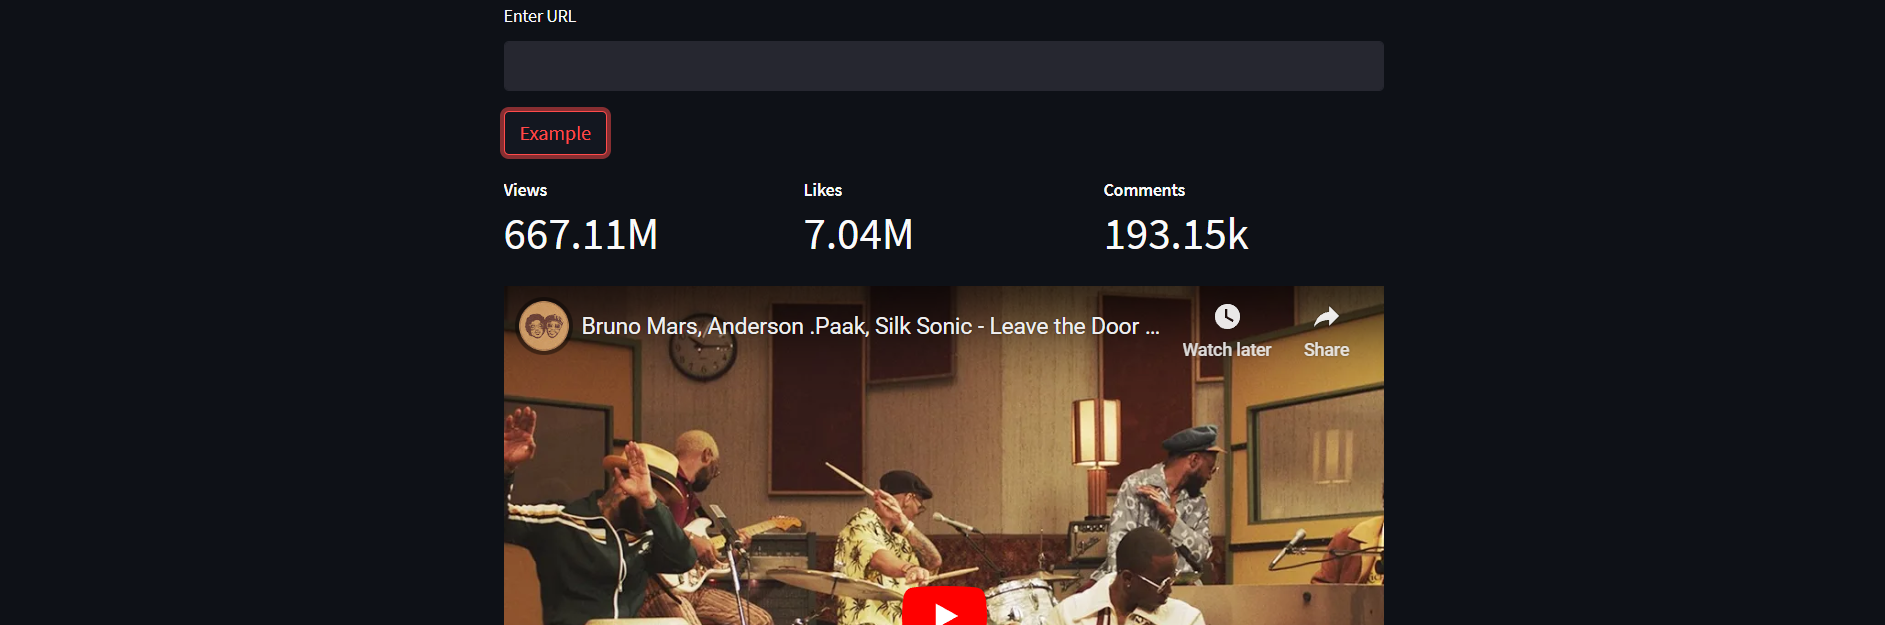 Enter URL
Example
Views
Likes
Comments
667.11M
7.04M
193.15k
Bruno Mars, Anderson .Paak, Silk Sonic - Leave the Door ...
Watch later
Share